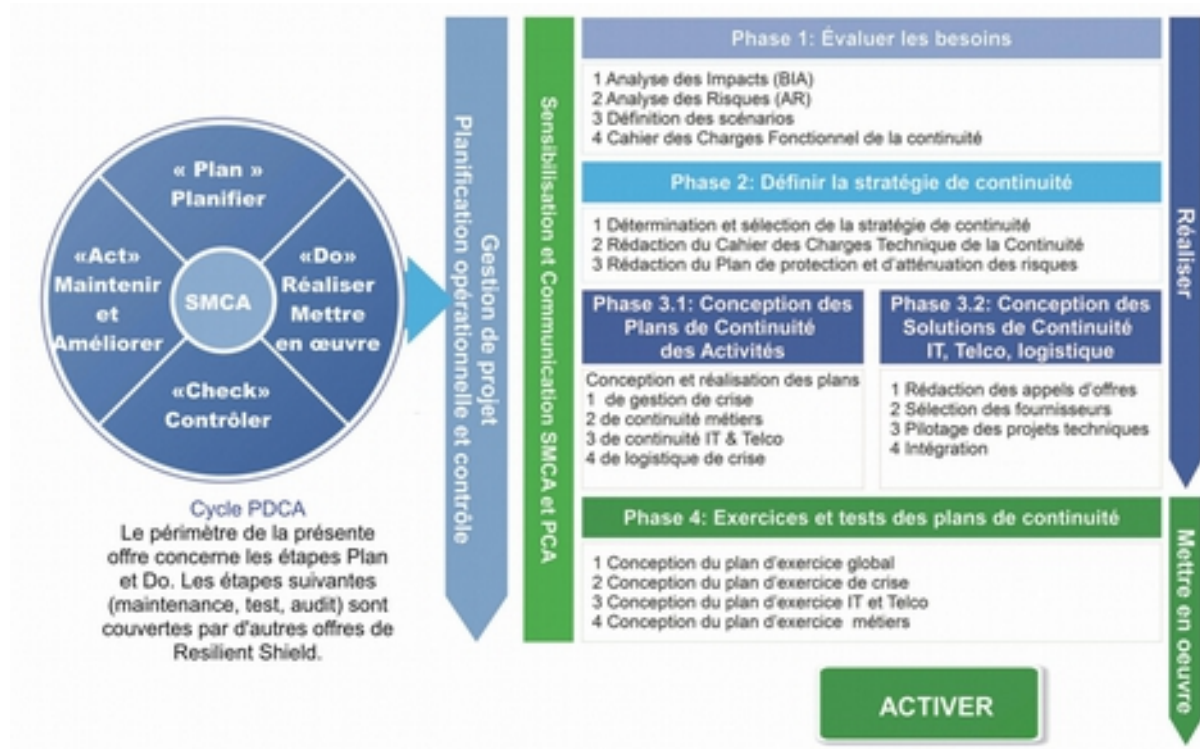 « Plan »
Planifier
«Act»
Maintenir
et
Améliorer
SMCA
«Do»
Réaliser
Mettre
en œuvre
«Check»
Contrôler
Cycle PDCA
Le périmètre de la présente
offre concerne les étapes Plan
et Do. Les étapes suivantes
(maintenance, test, audit) sont
couvertes par d'autres offres de
Resilient Shield.
Gestion de projet
Planification opérationnelle et contrôle
Sensibilisation et Communication SMCA et PCA
Phase 1: Évaluer les besoins
1 Analyse des Impacts (BIA)
2 Analyse des Risques (AR)
3 Définition des scénarios
4 Cahier des Charges Fonctionnel de la continuité
Phase 2: Définir la stratégie de continuité
1 Détermination et sélection de la stratégie de continuité
2 Rédaction du Cahier des Charges Technique de la Continuité
3 Rédaction du Plan de protection et d'atténuation des risques
Phase 3.1: Conception des
Plans de Continuité
des Activités
Conception et réalisation des plans
1 de gestion de crise
2 de continuité métiers
3 de continuité IT & Telco
4 de logistique de crise
Phase 3.2: Conception des
Solutions de Continuité
IT, Telco, logistique
1 Rédaction des appels d'offres
2 Sélection des fournisseurs
3 Pilotage des projets techniques
4 Intégration
Phase 4: Exercices et tests des plans de continuité
1 Conception du plan d'exercice global
2 Conception du plan d'exercice de crise
3 Conception du plan d'exercice IT et Telco
4 Conception du plan d'exercice métiers
Réaliser
Mettre en oeuvre
ACTIVER